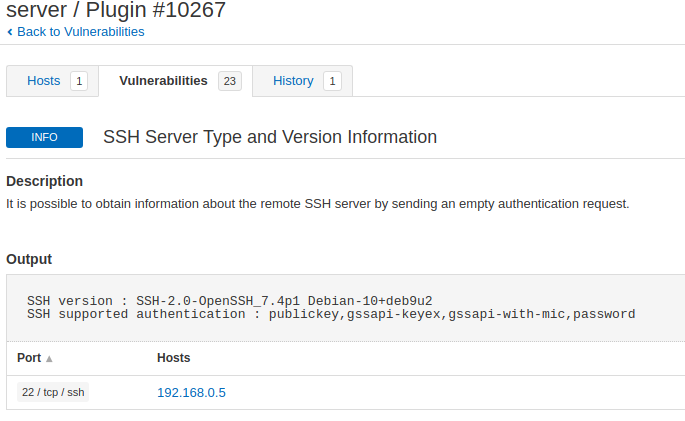 server / Plugin #10267
‹ Back to Vulnerabilities
Hosts 1 Vulnerabilities 23 History 1
INFO SSH Server Type and Version Information
Description
It is possible to obtain information about the remote SSH server by sending an empty authentication request.
Output
SSH version : SSH-2.0-OpenSSH_7.4p1 Debian-10+deb9u2
SSH supported authentication : publickey,gssapi-keyex,gssapi-with-mic,password
Port ▲ Hosts
22 / tcp / ssh 192.168.0.5